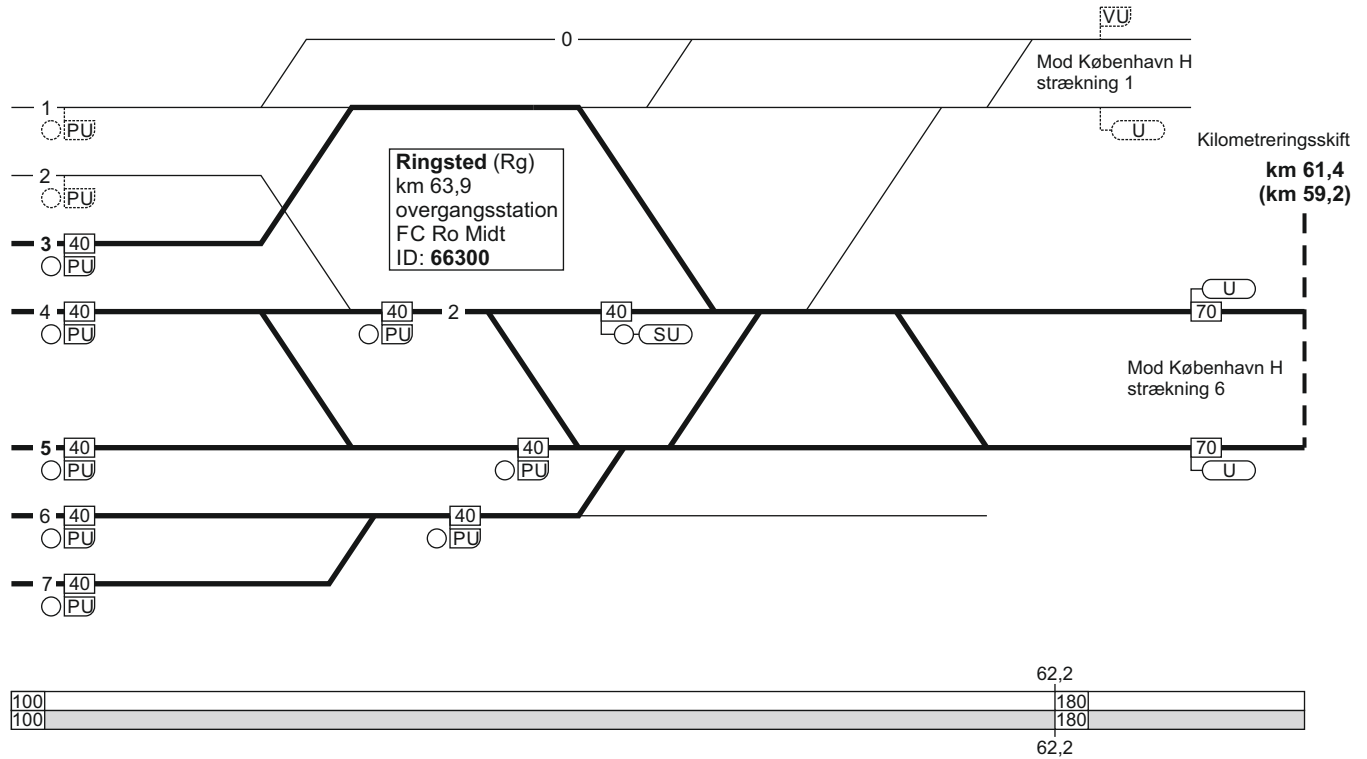 VU
0
Mod København H
strækning 1
1
PU
U
Kilometreringsskift
km 61,4
(km 59,2)
Ringsted (Rg)
km 63,9
overgangsstation
FC Ro Midt
ID: 66300
2
PU
3 40
PU
U
4 40
40 2
40
70
PU
PU
SU
Mod København H
strækning 6
5 40
40
70
PU
PU
U
6 40
40
PU
PU
7 40
PU
62,2
100
180
100
180
62,2